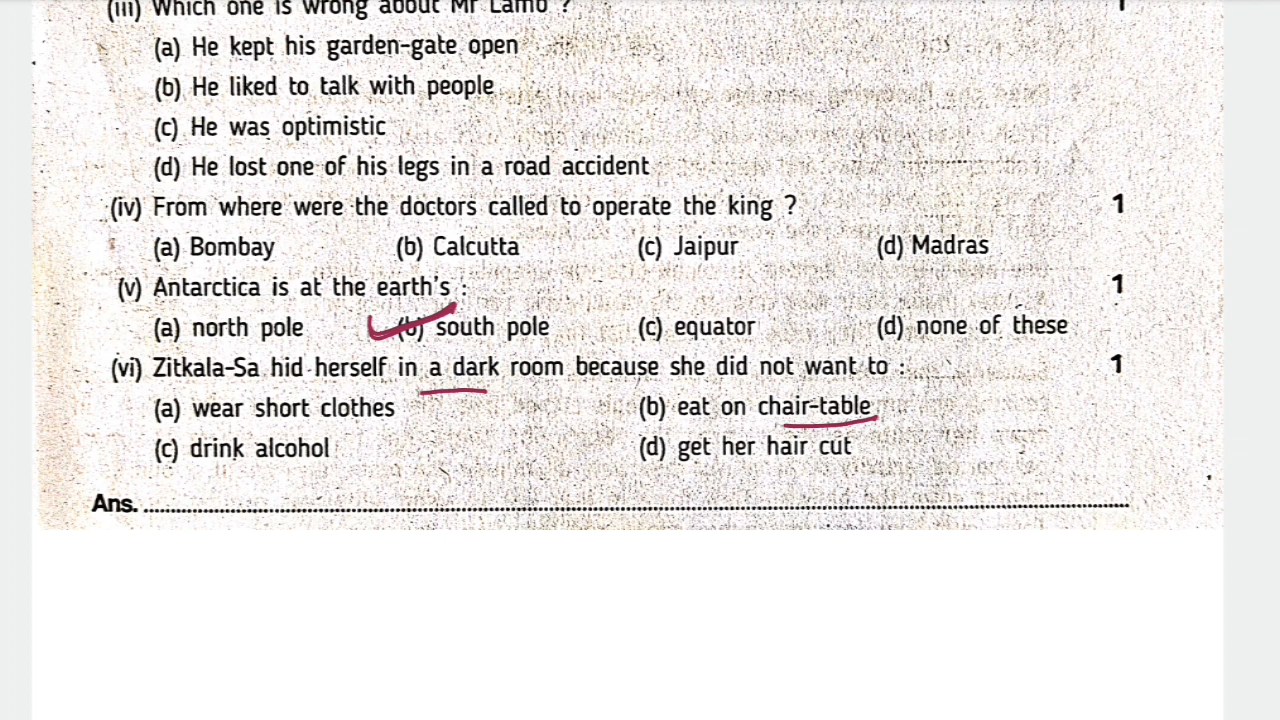 (iii) Which one is wrong about Mr Lamb ? 1
(a) He kept his garden-gate open
(b) He liked to talk with people
(c) He was optimistic
(d) He lost one of his legs in a road accident
(iv) From where were the doctors called to operate the king ? 1
(a) Bombay (b) Calcutta (c) Jaipur (d) Madras
(v) Antarctica is at the earth's : 1
(a) north pole (b) south pole (c) equator (d) none of these
(vi) Zitkala-Sa hid herself in a dark room because she did not want to : 1
(a) wear short clothes (b) eat on chair-table
(c) drink alcohol (d) get her hair cut
Ans.